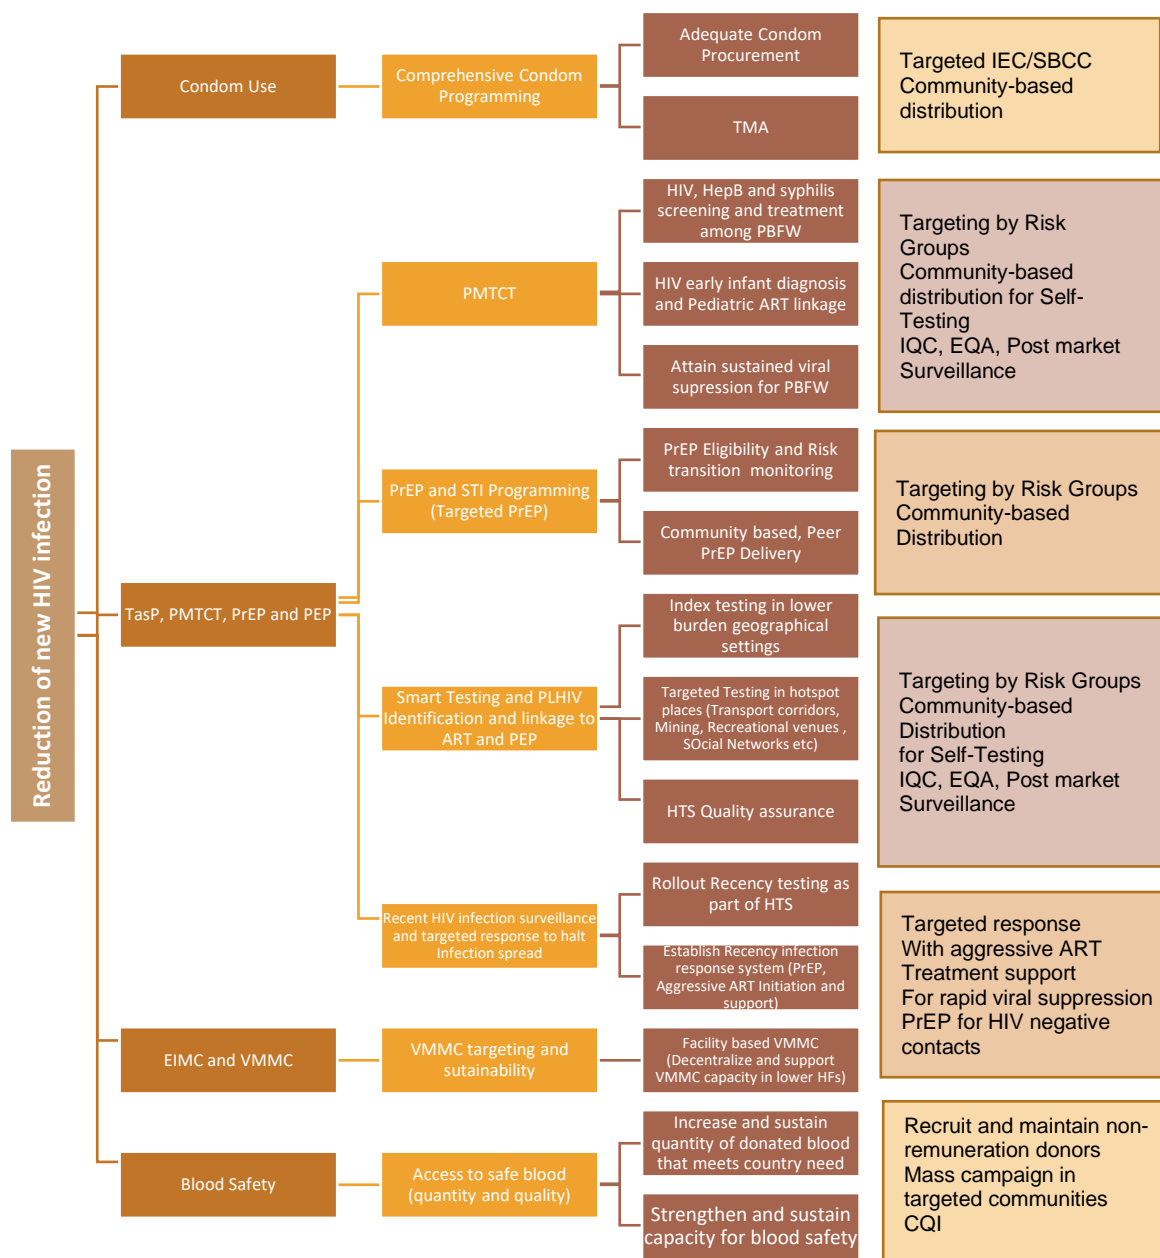 Reduction of new HIV infection
Condom Use
Comprehensive Condom
Programming
Adequate Condom
Procurement
TMA
Targeted IEC/SBCC
Community-based
distribution
TasP, PMTCT, PrEP and PEP
PMTCT
HIV, HepB and syphilis
screening and treatment
among PBFW
HIV early infant diagnosis
and Pediatric ART linkage
Attain sustained viral
supression for PBFW
Targeting by Risk
Groups
Community-based
distribution for Self-
Testing
IQC, EQA, Post market
Surveillance
PrEP and STI Programming
(Targeted PrEP)
PrEP Eligibility and Risk
transition monitoring
Community based, Peer
PrEP Delivery
Targeting by Risk Groups
Community-based
Distribution
Smart Testing and PLHIV
Identification and linkage to
ART and PEP
Index testing in lower
burden geographical
settings
Targeted Testing in hotspot
places (Transport corridors,
Mining, Recreational venues ,
SOcial Networks etc)
HTS Quality assurance
Targeting by Risk Groups
Community-based
Distribution
for Self-Testing
IQC, EQA, Post market
Surveillance
Recent HIV infection surveillance
and targeted response to halt
Infection spread
Rollout Recency testing as
part of HTS
Establish Recency infection
response system (PrEP,
Aggressive ART Initiation and
support)
Targeted response
With aggressive ART
Treatment support
For rapid viral suppression
PrEP for HIV negative
contacts
EIMC and VMMC
VMMC targeting and
sutainability
Facility based VMMC
(Decentralize and support
VMMC capacity in lower HFs)
Blood Safety
Access to safe blood
(quantity and quality)
Increase and sustain
quantity of donated blood
that meets country need
Strengthen and sustain
capacity for blood safety
Recruit and maintain non-
remuneration donors
Mass campaign in
targeted communities
CQI